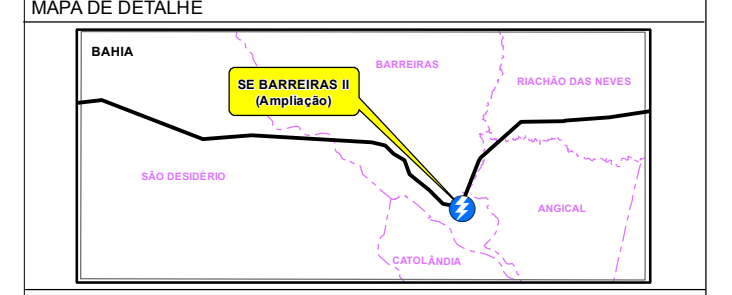 MAPA DE DETALHE
BAHIA
BARREIRAS
RIACHÃO DAS NEVES
SE BARREIRAS II
(Ampliação)
SÃO DESIDÉRIO
ANGICAL
CATOLÂNDIA